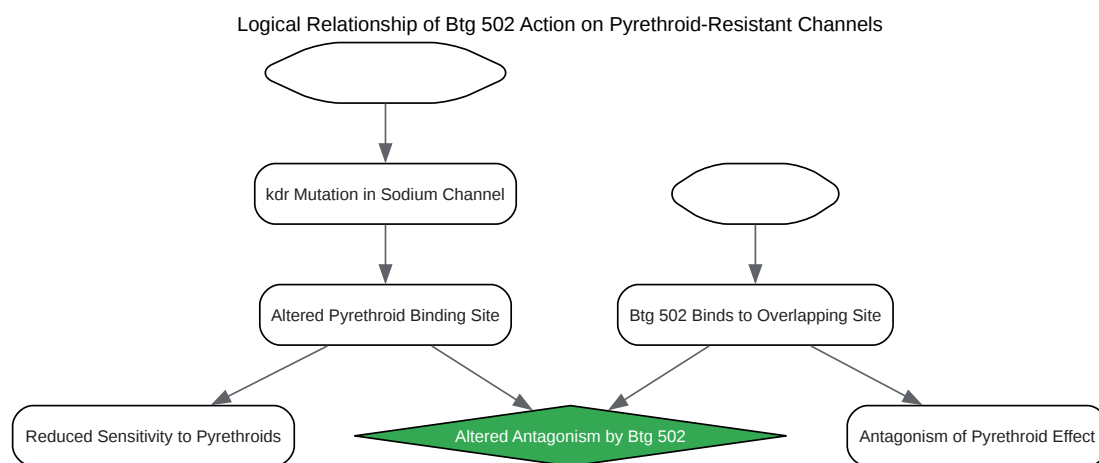 Logical Relationship of Btg 502 Action on Pyrethroid-Resistant Channels
kdr Mutation in Sodium Channel
Altered Pyrethroid Binding Site
Btg 502 Binds to Overlapping Site
Reduced Sensitivity to Pyrethroids
Altered Antagonism by Btg 502
Antagonism of Pyrethroid Effect